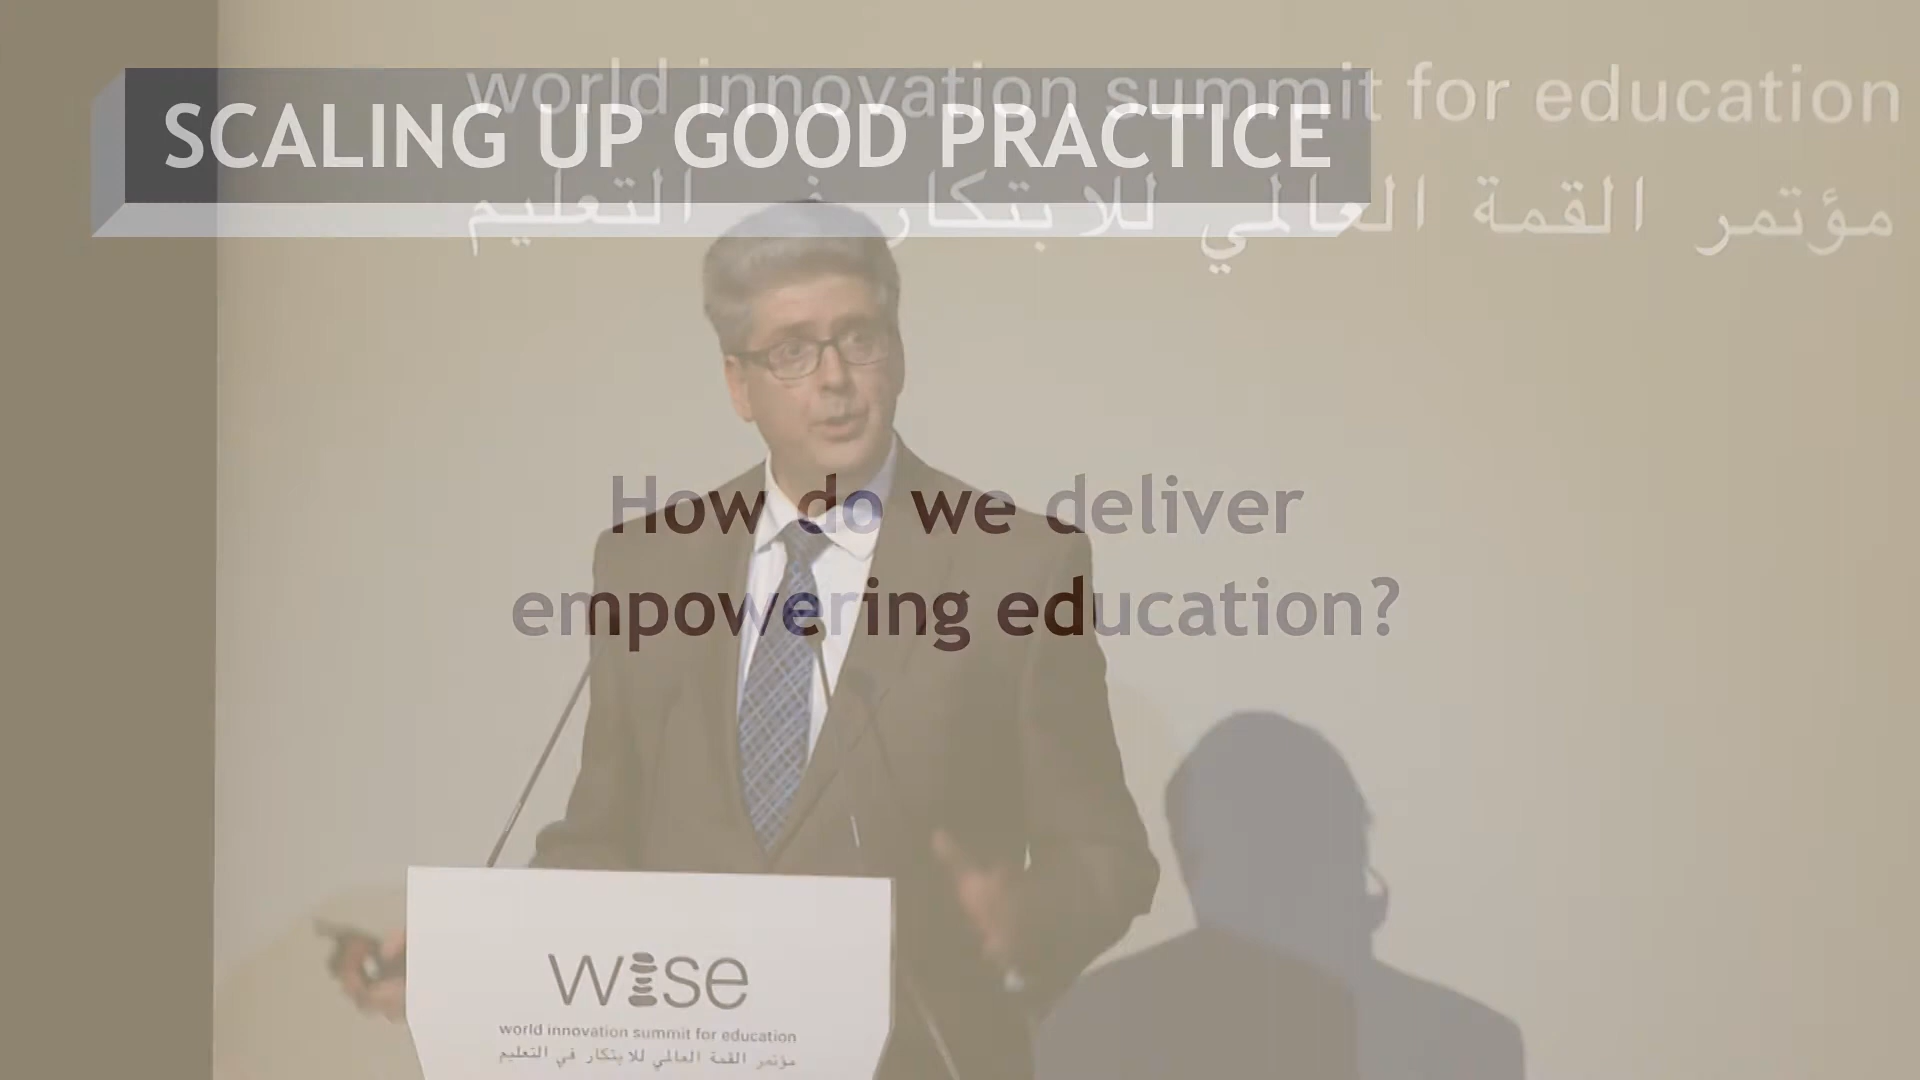 world innovation summit for education
SCALING UP GOOD PRACTICE
مؤتمر القمة العالمي للابتكار في التعليم
How do we deliver
empowering education?
wise
world innovation summit for education
مؤتمر القمة العالمي للابتكار في التعليم